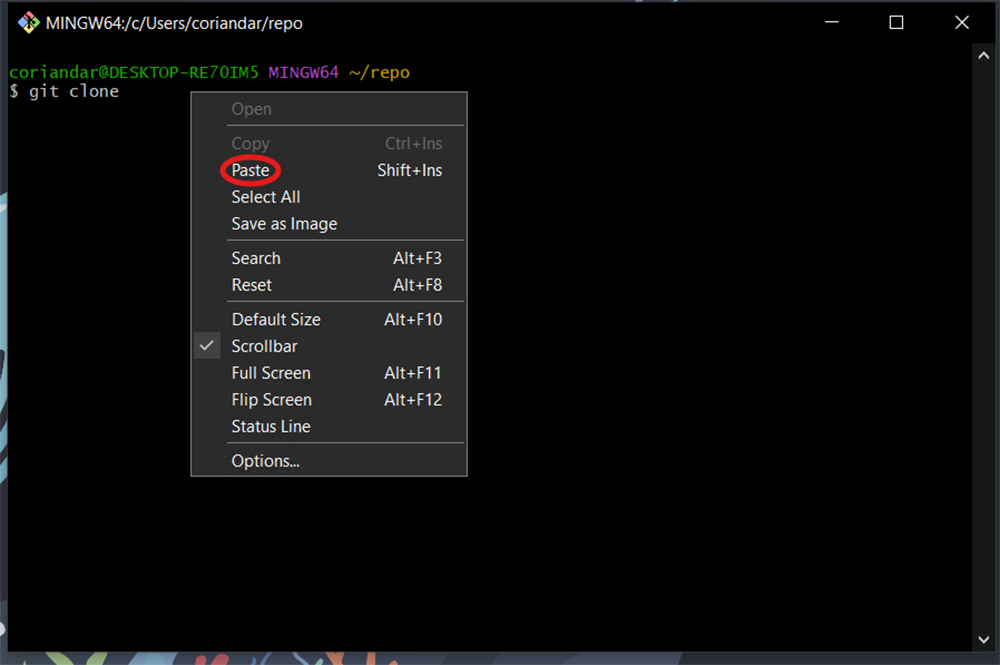 MINGW64:/c/Users/coriandar/repo
coriandar@DESKTOP-RE7OIM5 MINGW64 ~/repo
$ git clone
Open
Copy Ctrl+Ins
Paste Shift+Ins
Select All
Save as Image
Search Alt+F3
Reset Alt+F8
Default Size Alt+F10
Scrollbar
Full Screen Alt+F11
Flip Screen Alt+F12
Status Line
Options...